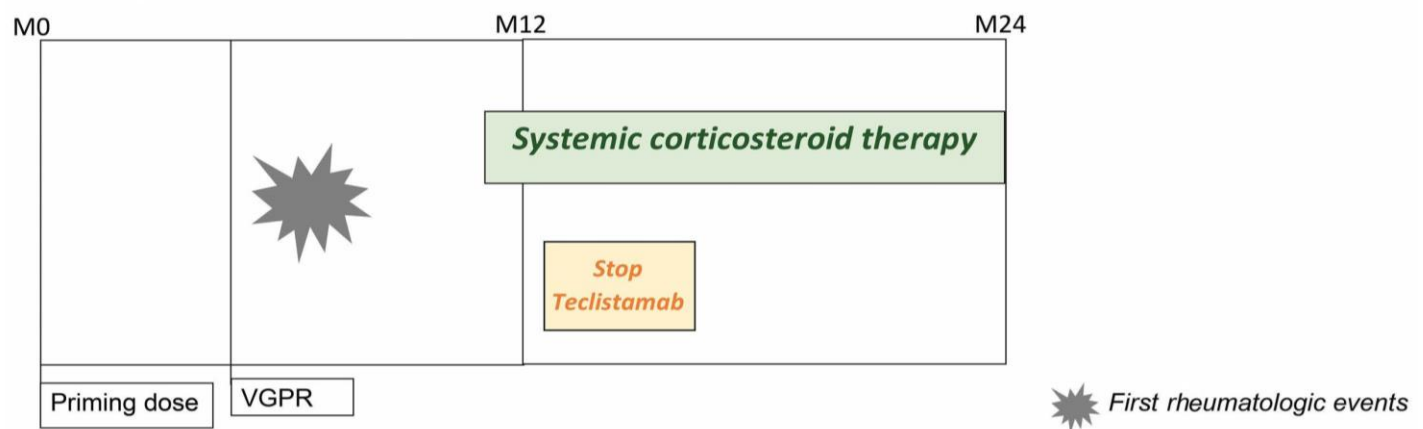 M0
M12
M24
Systemic corticosteroid therapy
Stop
Teclistamab
Priming dose
VGPR
First rheumatologic events